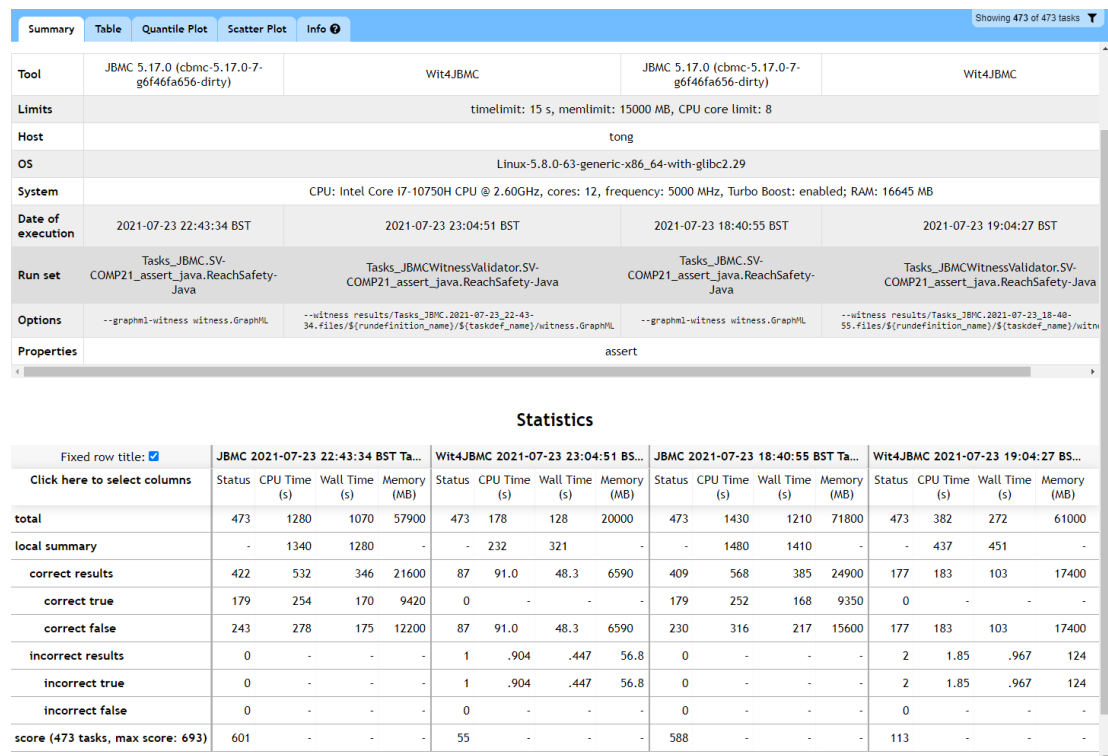 Showing 473 of 473 tasks
Summary Table Quantile Plot Scatter Plot Info
Tool JBMC 5.17.0 (cbmc-5.17.0-7-g6f46fa656-dirty) Wit4JBMC JBMC 5.17.0 (cbmc-5.17.0-7-g6f46fa656-dirty) Wit4JBMC
Limits timelimit: 15 s, memlimit: 15000 MB, CPU core limit: 8
Host tong
OS Linux-5.8.0-63-generic-x86_64-with-glibc2.29
System CPU: Intel Core i7-10750H CPU @ 2.60GHz, cores: 12, frequency: 5000 MHz, Turbo Boost: enabled; RAM: 16645 MB
Date of execution 2021-07-23 22:43:34 BST 2021-07-23 23:04:51 BST 2021-07-23 18:40:55 BST 2021-07-23 19:04:27 BST
Run set Tasks_JBMC.SV-COMP21_assert_java.ReachSafety-Java Tasks_JBMCWitnessValidator.SV-COMP21_assert_java.ReachSafety-Java Tasks_JBMC.SV-COMP21_assert_java.ReachSafety-Java Tasks_JBMCWitnessValidator.SV-COMP21_assert_java.ReachSafety-Java
Options --graphml-witness witness.GraphML --witness results/Tasks_JBMC.2021-07-23_22-43-34.files/${rundefinition_name}/${taskdef_name}/witness.GraphML --graphml-witness witness.GraphML --witness results/Tasks_JBMC.2021-07-23_18-40-55.files/${rundefinition_name}/${taskdef_name}/witne
Properties assert
Statistics
Fixed row title: JBMC 2021-07-23 22:43:34 BST Ta... Wit4JBMC 2021-07-23 23:04:51 BS... JBMC 2021-07-23 18:40:55 BST Ta... Wit4JBMC 2021-07-23 19:04:27 BS...
Click here to select columns Status CPU Time (s) Wall Time (s) Memory (MB) Status CPU Time (s) Wall Time (s) Memory (MB) Status CPU Time (s) Wall Time (s) Memory (MB) Status CPU Time (s) Wall Time (s) Memory (MB)
total 473 1280 1070 57900 473 178 128 20000 473 1430 1210 71800 473 382 272 61000
local summary - 1340 1280 - - 232 321 - - 1480 1410 - - 437 451 -
correct results 422 532 346 21600 87 91.0 48.3 6590 409 568 385 24900 177 183 103 17400
correct true 179 254 170 9420 0 - - - 179 252 168 9350 0 - - -
correct false 243 278 175 12200 87 91.0 48.3 6590 230 316 217 15600 177 183 103 17400
incorrect results 0 - - - 1 .904 .447 56.8 0 - - - 2 1.85 .967 124
incorrect true 0 - - - 1 .904 .447 56.8 0 - - - 2 1.85 .967 124
incorrect false 0 - - - 0 - - - 0 - - - 0 - - -
score (473 tasks, max score: 693) 601 - - - 55 - - - 588 - - - 113 - - -